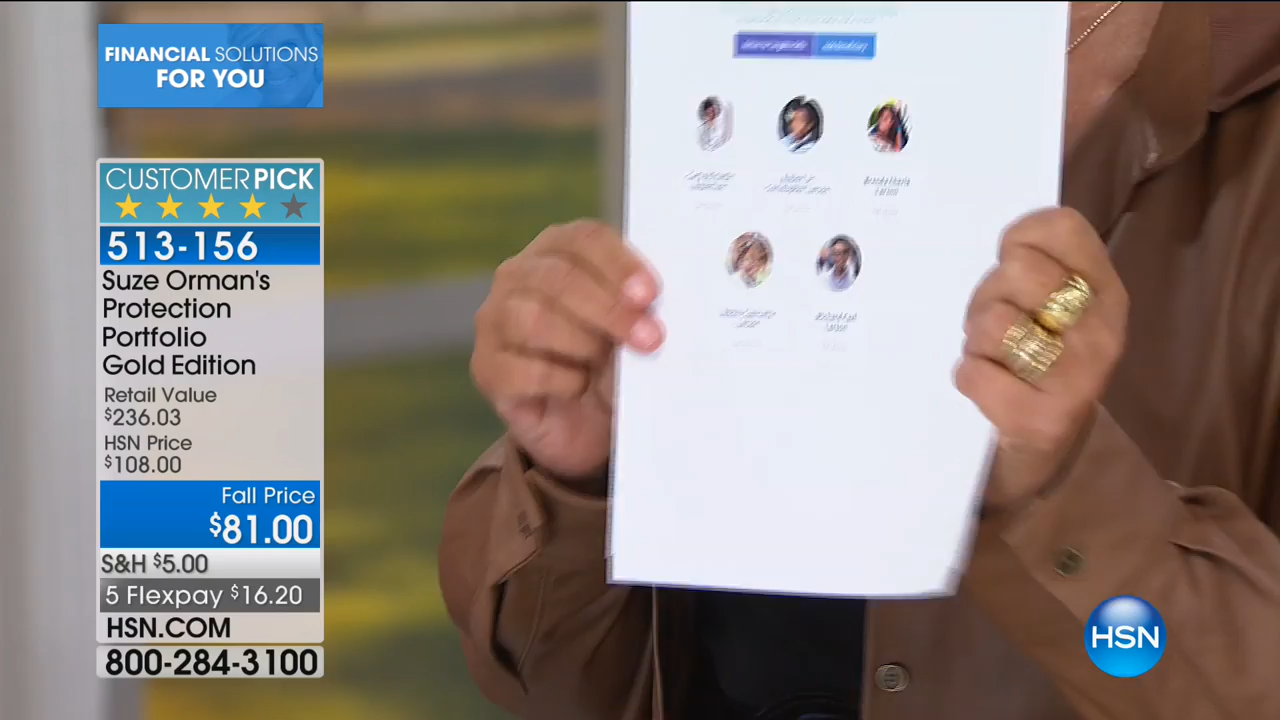 FINANCIAL SOLUTIONS
FOR YOU
CUSTOMER PICK
513-156
Suze Orman's
Protection
Portfolio
Gold Edition
Retail Value
$236.03
HSN Price
$108.00
Fall Price
$81.00
S&H $5.00
5 Flexpay $16.20
HSN.COM
800-284-3100
HSN